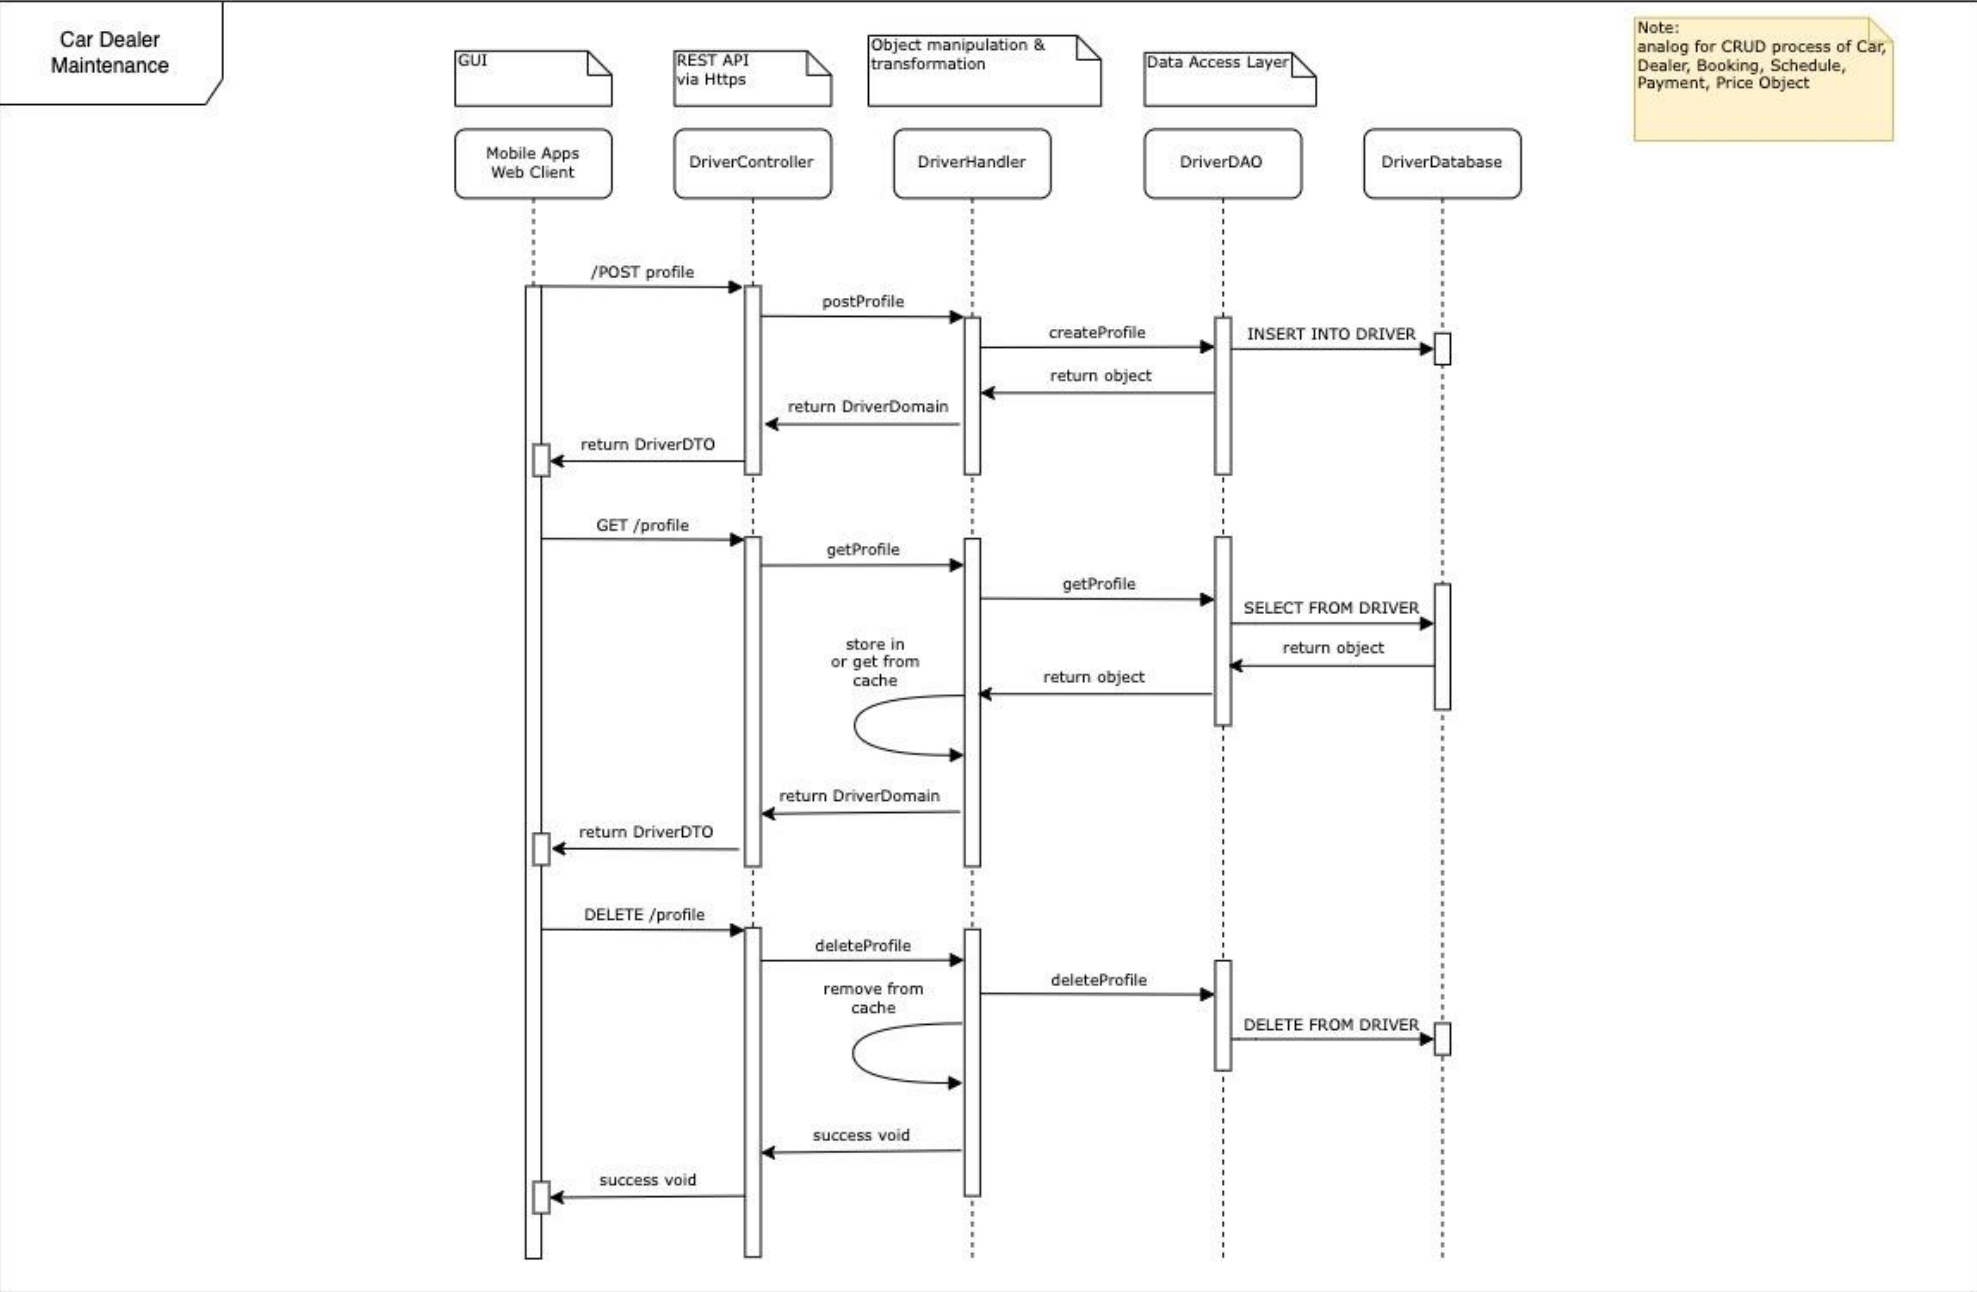 Car Dealer
Maintenance
GUI
REST API
via Https
Object manipulation &
transformation
Data Access Layer
Note:
analog for CRUD process of Car,
Dealer, Booking, Schedule,
Payment, Price Object
Mobile Apps
Web Client
DriverController
DriverHandler
DriverDAO
DriverDatabase
/POST profile
postProfile
createProfile
INSERT INTO DRIVER
return object
return DriverDomain
return DriverDTO
GET /profile
getProfile
getProfile
SELECT FROM DRIVER
return object
store in
or get from
cache
return object
return DriverDomain
return DriverDTO
DELETE /profile
deleteProfile
deleteProfile
remove from
cache
DELETE FROM DRIVER
success void
success void